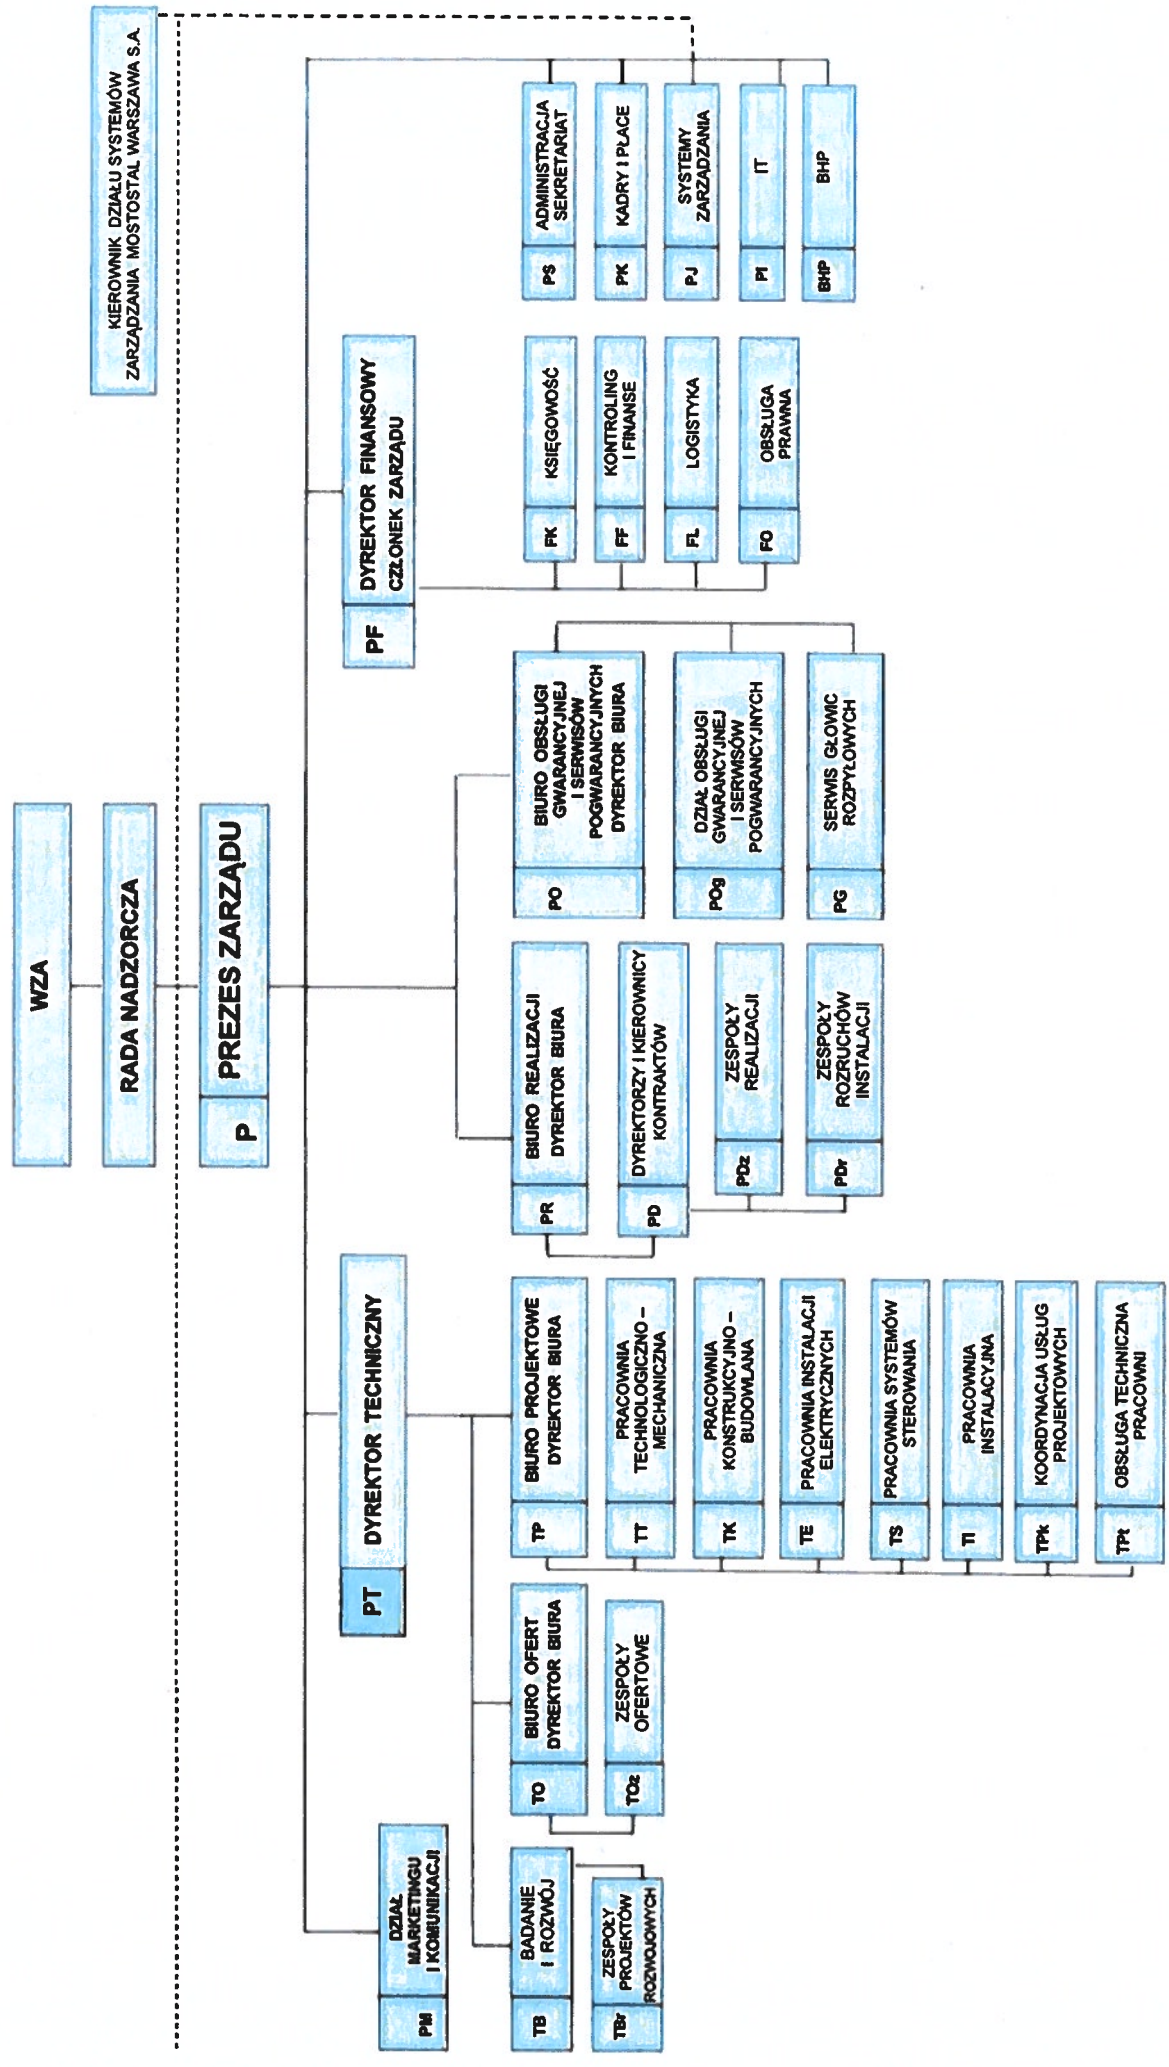 WZA
RADA NADZORCZA
KIEROWNIK DZIAŁU SYSTEMÓW
ZARZĄDZANIA MOSTOSTAL WARSZAWA S.A.
P
PREZES ZARZĄDU
PM
DZIAŁ
MARKETINGU
I KOMUNIKACJI
PT
DYREKTOR TECHNICZNY
PF
DYREKTOR FINANSOWY
CZŁONEK ZARZĄDU
TB
BADANIE
I ROZWÓJ
TBr
ZESPOŁY
PROJEKTÓW
ROZWOJOWYCH
TO
BIURO OFERT
DYREKTOR BIURA
TOz
ZESPOŁY
OFERTOWE
TP
BIURO PROJEKTOWE
DYREKTOR BIURA
TT
PRACOWNIA
TECHNOLOGICZNO –
MECHANICZNA
TK
PRACOWNIA
KONSTRUKCYJNO –
BUDOWLANA
TE
PRACOWNIA INSTALACJI
ELEKTRYCZNYCH
TS
PRACOWNIA SYSTEMÓW
STEROWANIA
TI
PRACOWNIA
INSTALACYJNA
TPk
KOORDYNACJA USŁUG
PROJEKTOWYCH
TPt
OBSŁUGA TECHNICZNA
PRACOWNI
PR
BIURO REALIZACJI
DYREKTOR BIURA
PD
DYREKTORZY I KIEROWNICY
KONTRAKTÓW
PDz
ZESPOŁY
REALIZACJI
PDr
ZESPOŁY
ROZRUCHÓW
INSTALACJI
PO
BIURO OBSŁUGI
GWARANCYJNEJ
I SERWISÓW
POGWARANCYJNYCH
DYREKTOR BIURA
POg
DZIAŁ OBSŁUGI
GWARANCYJNEJ
I SERWISÓW
POGWARANCYJNYCH
PG
SERWIS GŁOWIC
ROZPYŁOWYCH
FK
KSIĘGOWOŚĆ
FF
KONTROLING
I FINANSE
FL
LOGISTYKA
FO
OBSŁUGA
PRAWNA
PS
ADMINISTRACJA
SEKRETARIAT
PK
KADRY I PŁACE
PJ
SYSTEMY
ZARZĄDZANIA
PI
IT
BHP
BHP